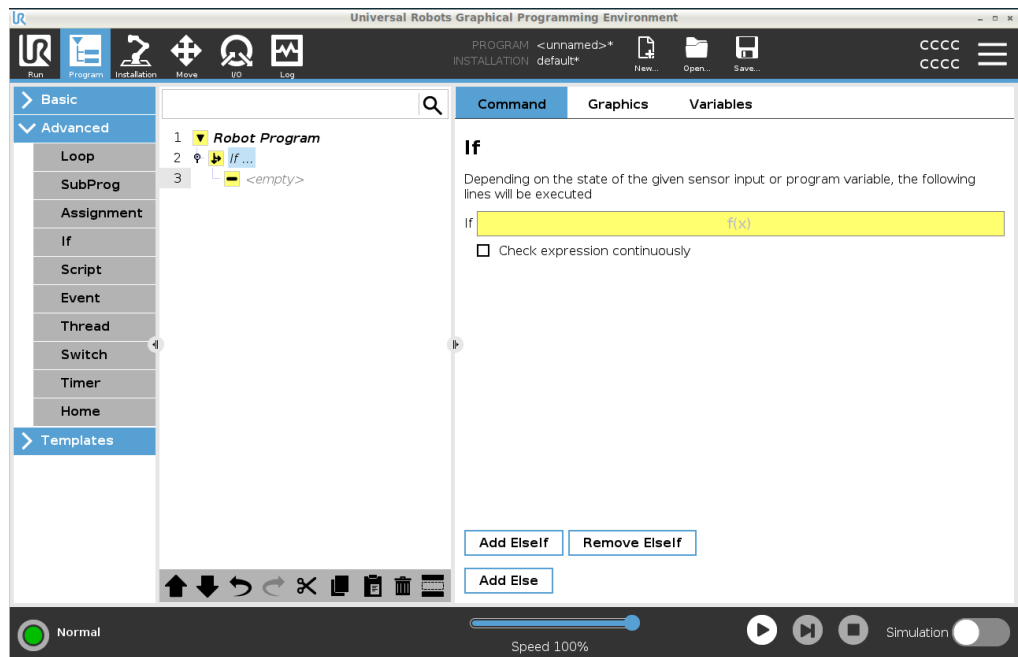 UR
Universal Robots Graphical Programming Environment
UR
Run
Program
Installation
Move
I/O
Log
PROGRAM <unnamed>*
INSTALLATION default*
New...
Open...
Save...
cccc
cccc
Basic
Advanced
Loop
SubProg
Assignment
If
Script
Event
Thread
Switch
Timer
Home
Templates
1 Robot Program
2 If ...
3 <empty>
Command Graphics Variables
If
Depending on the state of the given sensor input or program variable, the following
lines will be executed
If f(x)
Check expression continuously
Add ElseIf Remove ElseIf
Add Else
Normal
Speed 100%
Simulation